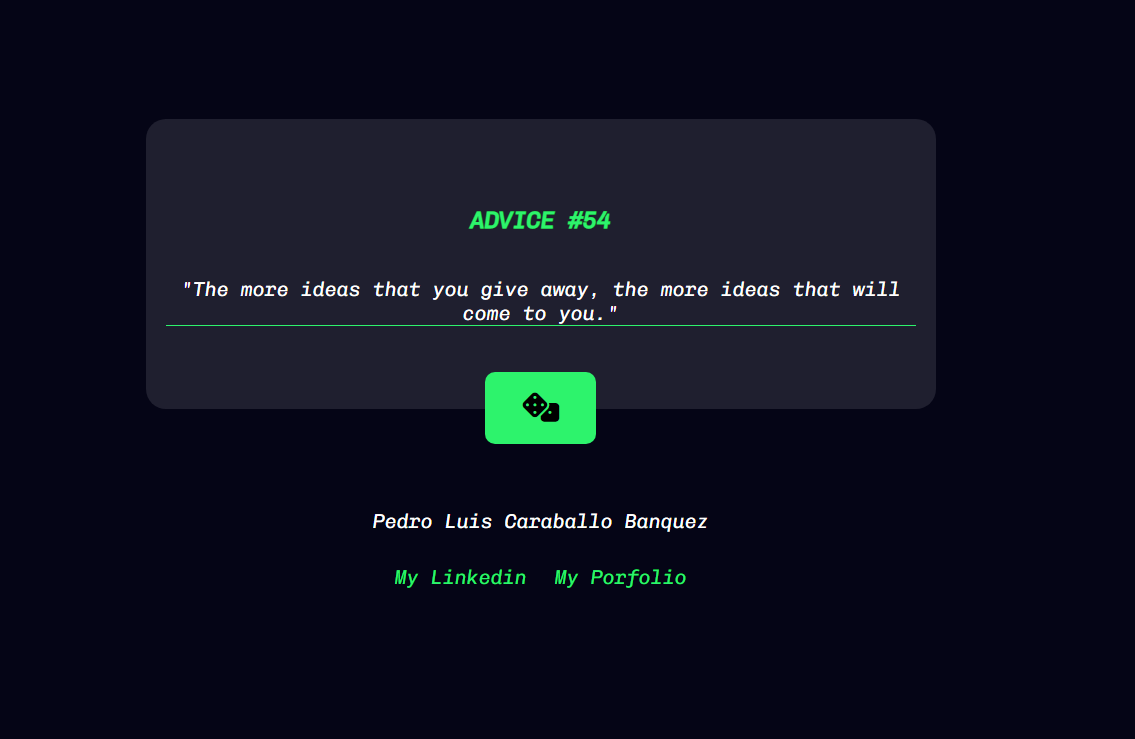 ADVICE #54
"The more ideas that you give away, the more ideas that will
come to you."
Pedro Luis Caraballo Banquez
My Linkedin My Porfolio